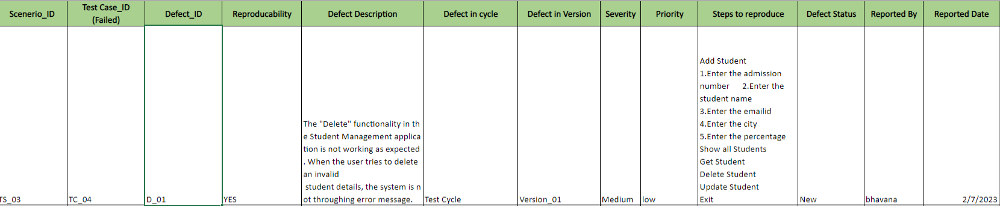 Scenerio_ID
Test Case_ID
(Failed)
Defect_ID
Reproducability
Defect Description
Defect in cycle
Defect in Version
Severity
Priority
Steps to reproduce
Defect Status
Reported By
Reported Date
TS_03
TC_04
D_01
YES
The "Delete" functionality in th
e Student Management applica
tion is not working as expected
. When the user tries to delete
an invalid
student details, the system is n
ot throughing error message.
Test Cycle
Version_01
Medium
low
Add Student
1.Enter the admission
number 2.Enter the
student name
3.Enter the emailid
4.Enter the city
5.Enter the percentage
Show all Students
Get Student
Delete Student
Update Student
Exit
New
bhavana
2/7/2023